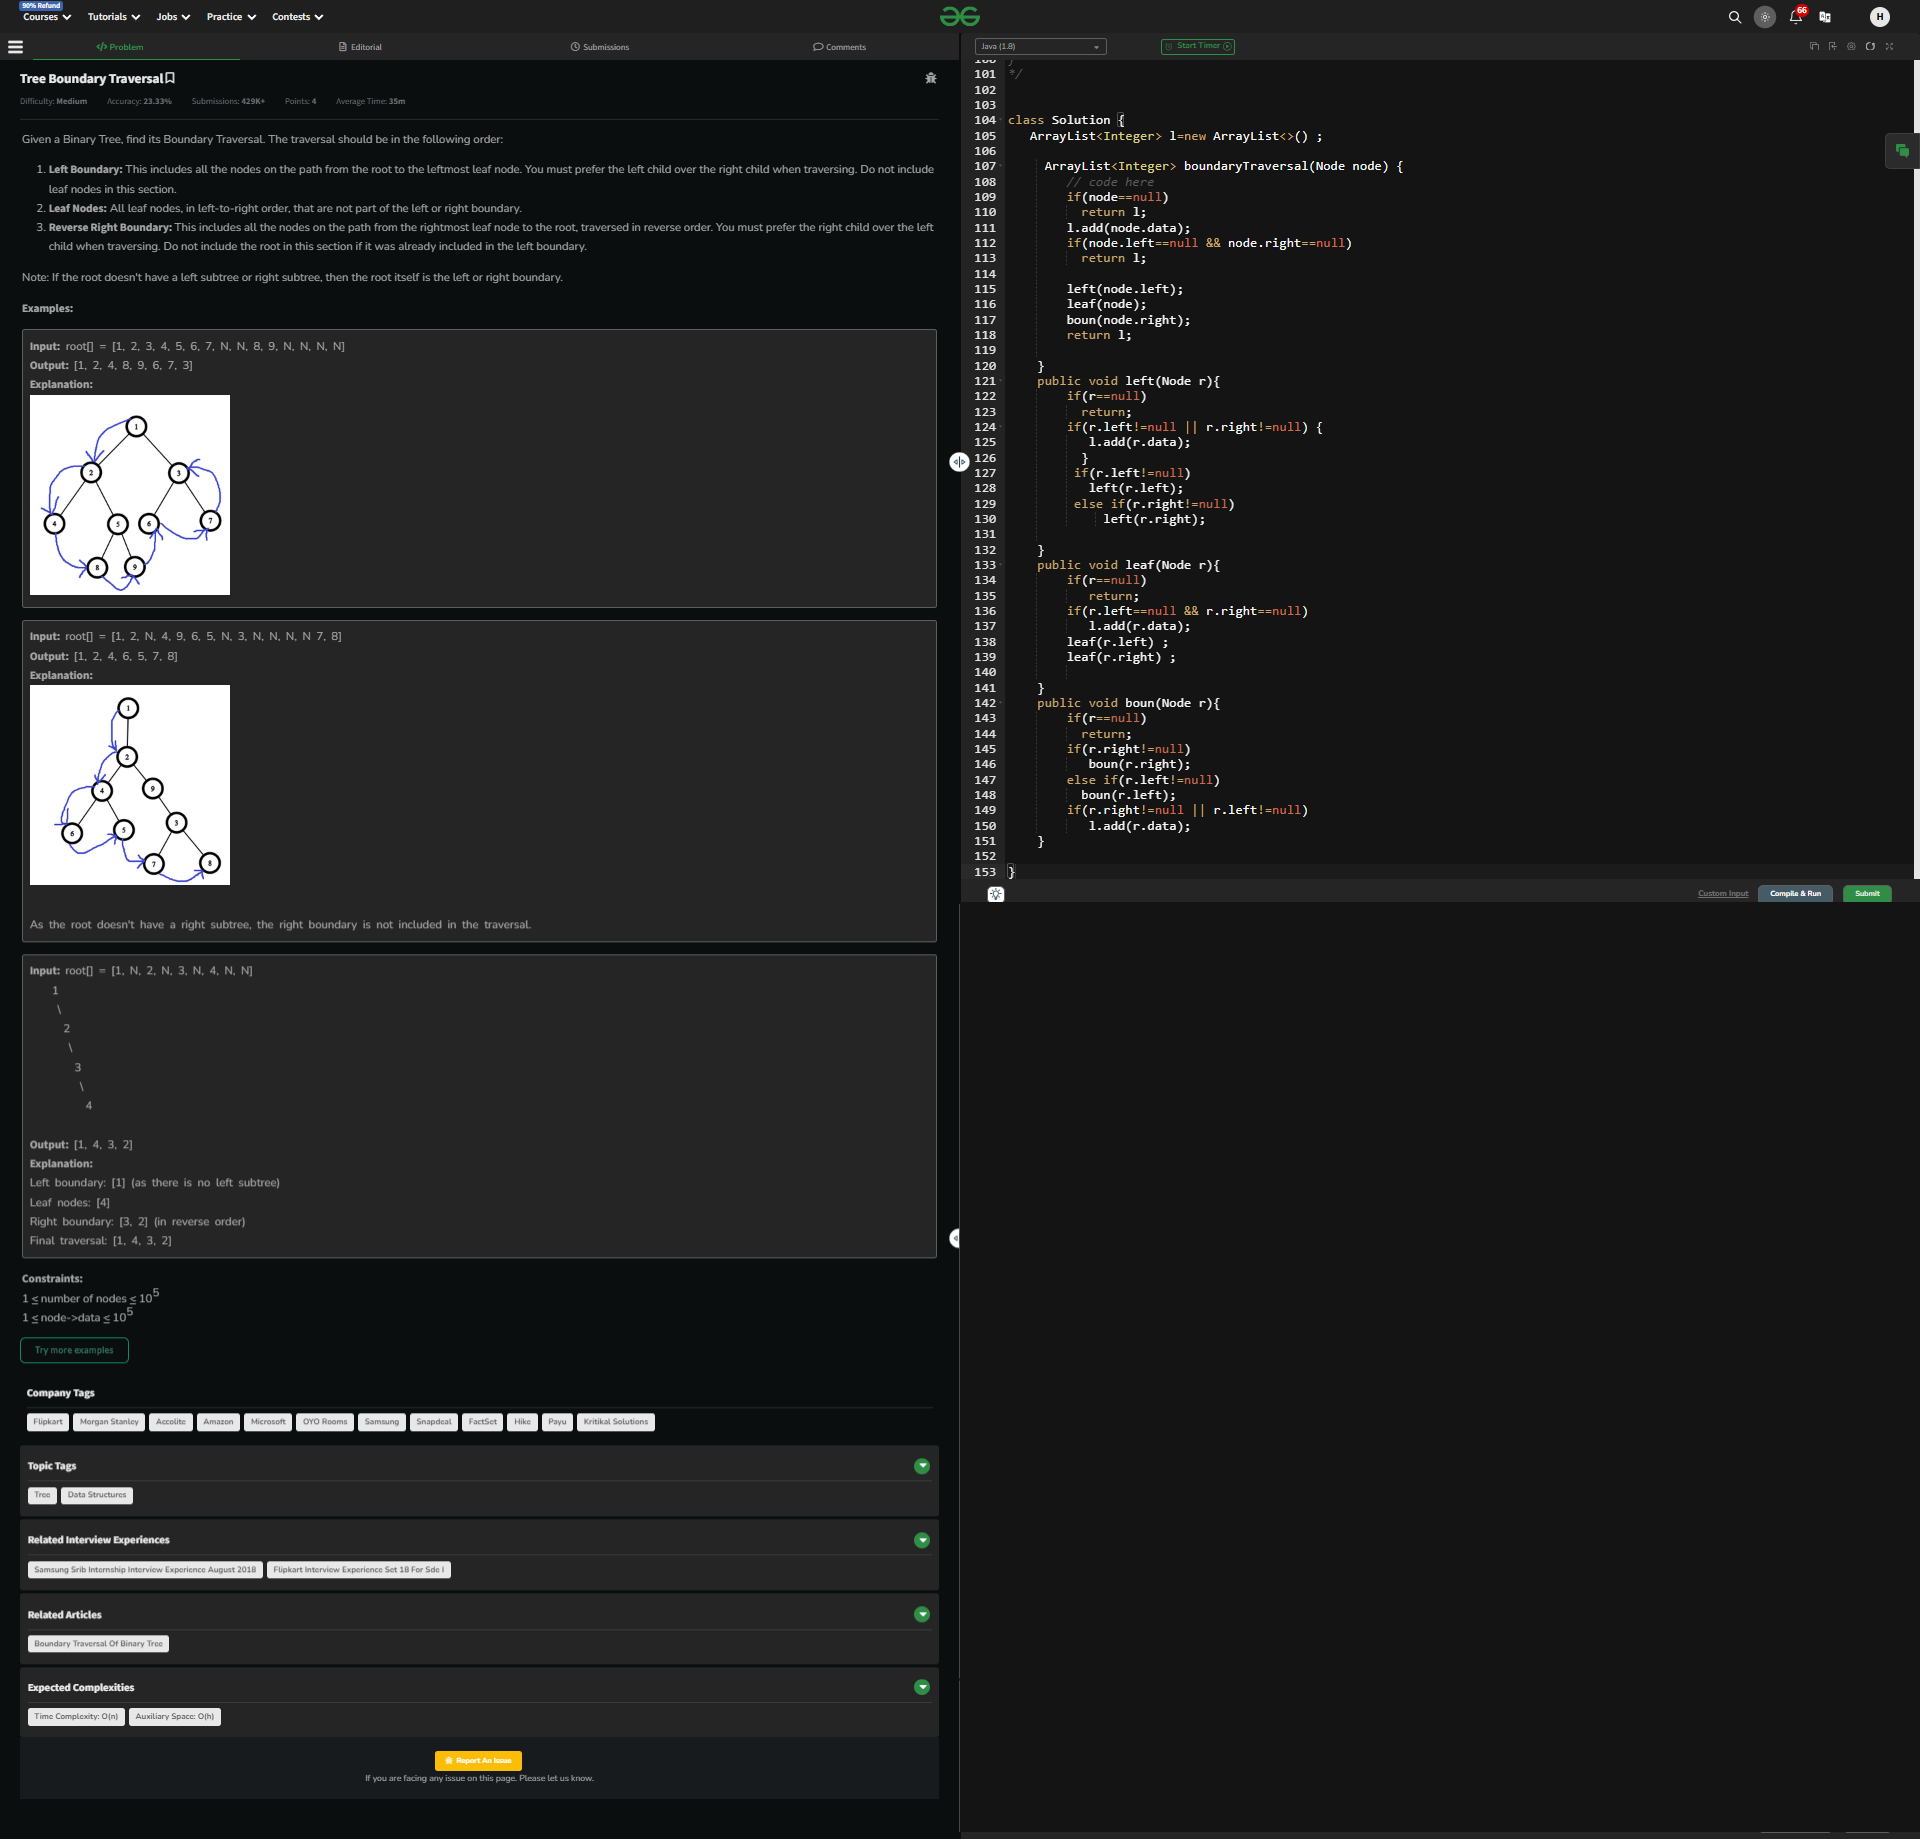 90% Refund
Courses Tutorials Jobs Practice Contests
66
H
Problem Editorial Submissions Comments
Tree Boundary Traversal
Difficulty: Medium Accuracy: 23.33% Submissions: 429K+ Points: 4 Average Time: 35m
Given a Binary Tree, find its Boundary Traversal. The traversal should be in the following order:
1. Left Boundary: This includes all the nodes on the path from the root to the leftmost leaf node. You must prefer the left child over the right child when traversing. Do not include
leaf nodes in this section.
2. Leaf Nodes: All leaf nodes, in left-to-right order, that are not part of the left or right boundary.
3. Reverse Right Boundary: This includes all the nodes on the path from the rightmost leaf node to the root, traversed in reverse order. You must prefer the right child over the left
child when traversing. Do not include the root in this section if it was already included in the left boundary.
Note: If the root doesn't have a left subtree or right subtree, then the root itself is the left or right boundary.
Examples:
Input: root[] = [1, 2, 3, 4, 5, 6, 7, N, N, 8, 9, N, N, N, N]
Output: [1, 2, 4, 8, 9, 6, 7, 3]
Explanation:
1
2 3
4 5 6 7
8 9
Input: root[] = [1, 2, N, 4, 9, 6, 5, N, 3, N, N, N, N 7, 8]
Output: [1, 2, 4, 6, 5, 7, 8]
Explanation:
1
2
4 9
6 5 3
7 8
As the root doesn't have a right subtree, the right boundary is not included in the traversal.
Input: root[] = [1, N, 2, N, 3, N, 4, N, N]
1
\
2
\
3
\
4
Output: [1, 4, 3, 2]
Explanation:
Left boundary: [1] (as there is no left subtree)
Leaf nodes: [4]
Right boundary: [3, 2] (in reverse order)
Final traversal: [1, 4, 3, 2]
Constraints:
1 ≤ number of nodes ≤ 10^5
1 ≤ node->data ≤ 10^5
Try more examples
Company Tags
Flipkart Morgan Stanley Accolite Amazon Microsoft OYO Rooms Samsung Snapdeal FactSet Hike Payu Kritikal Solutions
Topic Tags
Tree Data Structures
Related Interview Experiences
Samsung Srib Internship Interview Experience August 2018 Flipkart Interview Experience Set 18 For Sde I
Related Articles
Boundary Traversal Of Binary Tree
Expected Complexities
Time Complexity: O(n) Auxiliary Space: O(h)
Report An Issue
If you are facing any issue on this page. Please let us know.
Java (1.8) Start Timer
100 }
101 */
102
103
104 class Solution {
105 ArrayList<Integer> l=new ArrayList<>() ;
106
107 ArrayList<Integer> boundaryTraversal(Node node) {
108 // code here
109 if(node==null)
110 return l;
111 l.add(node.data);
112 if(node.left==null && node.right==null)
113 return l;
114
115 left(node.left);
116 leaf(node);
117 boun(node.right);
118 return l;
119
120 }
121 public void left(Node r){
122 if(r==null)
123 return;
124 if(r.left!=null || r.right!=null) {
125 l.add(r.data);
126 }
127 if(r.left!=null)
128 left(r.left);
129 else if(r.right!=null)
130 left(r.right);
131
132 }
133 public void leaf(Node r){
134 if(r==null)
135 return;
136 if(r.left==null && r.right==null)
137 l.add(r.data);
138 leaf(r.left) ;
139 leaf(r.right) ;
140
141 }
142 public void boun(Node r){
143 if(r==null)
144 return;
145 if(r.right!=null)
146 boun(r.right);
147 else if(r.left!=null)
148 boun(r.left);
149 if(r.right!=null || r.left!=null)
150 l.add(r.data);
151 }
152
153 }
Custom Input Compile & Run Submit